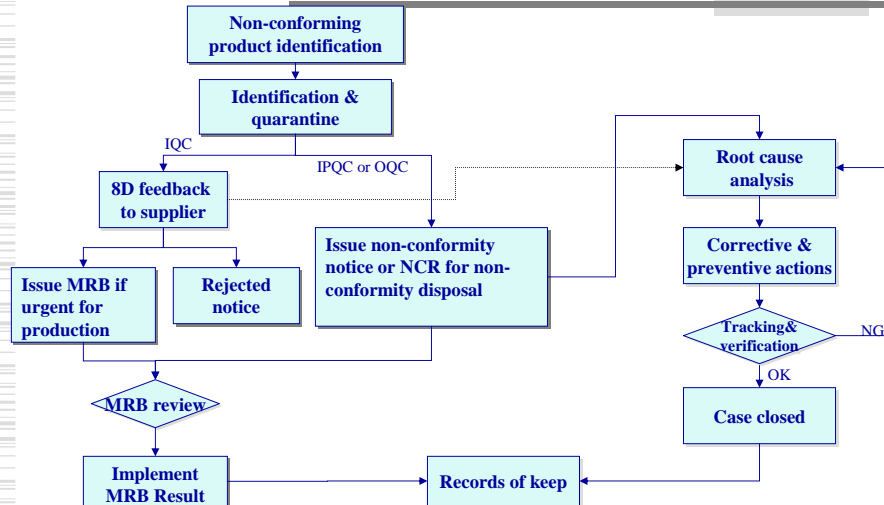 Non-conforming
product identification
Identification &
quarantine
IQC
IPQC or OQC
8D feedback
to supplier
Root cause
analysis
Issue non-conformity
notice or NCR for non-
conformity disposal
Corrective &
preventive actions
Issue MRB if
urgent for
production
Rejected
notice
Tracking&
verification
NG
OK
MRB review
Case closed
Implement
MRB Result
Records of keep